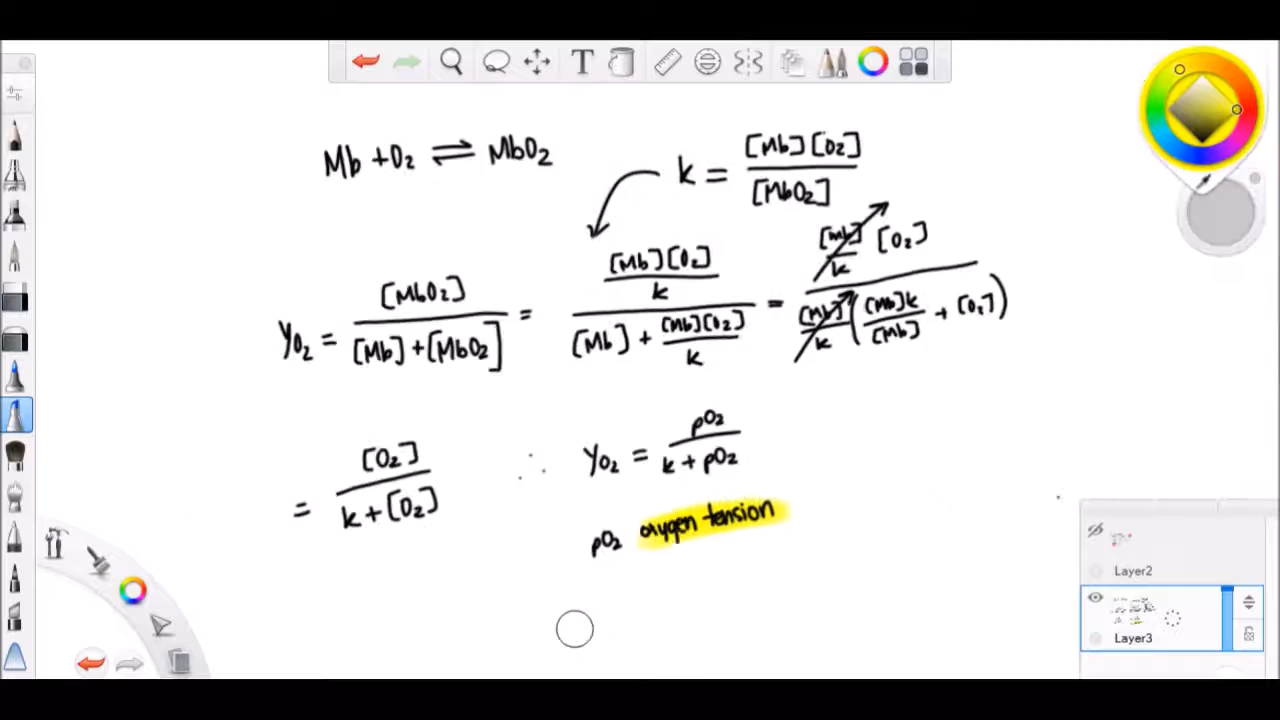 T
Mb + O2 ⇌ MbO2
k = [Mb][O2] / [MbO2]
YO2 = [MbO2] / [Mb]+[MbO2] = [Mb][O2]/k / [Mb] + [Mb][O2]/k = [Mb]/k [O2] / [Mb]/k ([Mb]k/[Mb] + [O2])
= [O2] / k + [O2]
∴ YO2 = pO2 / k + pO2
pO2 oxygen tension
Layer2
Layer3